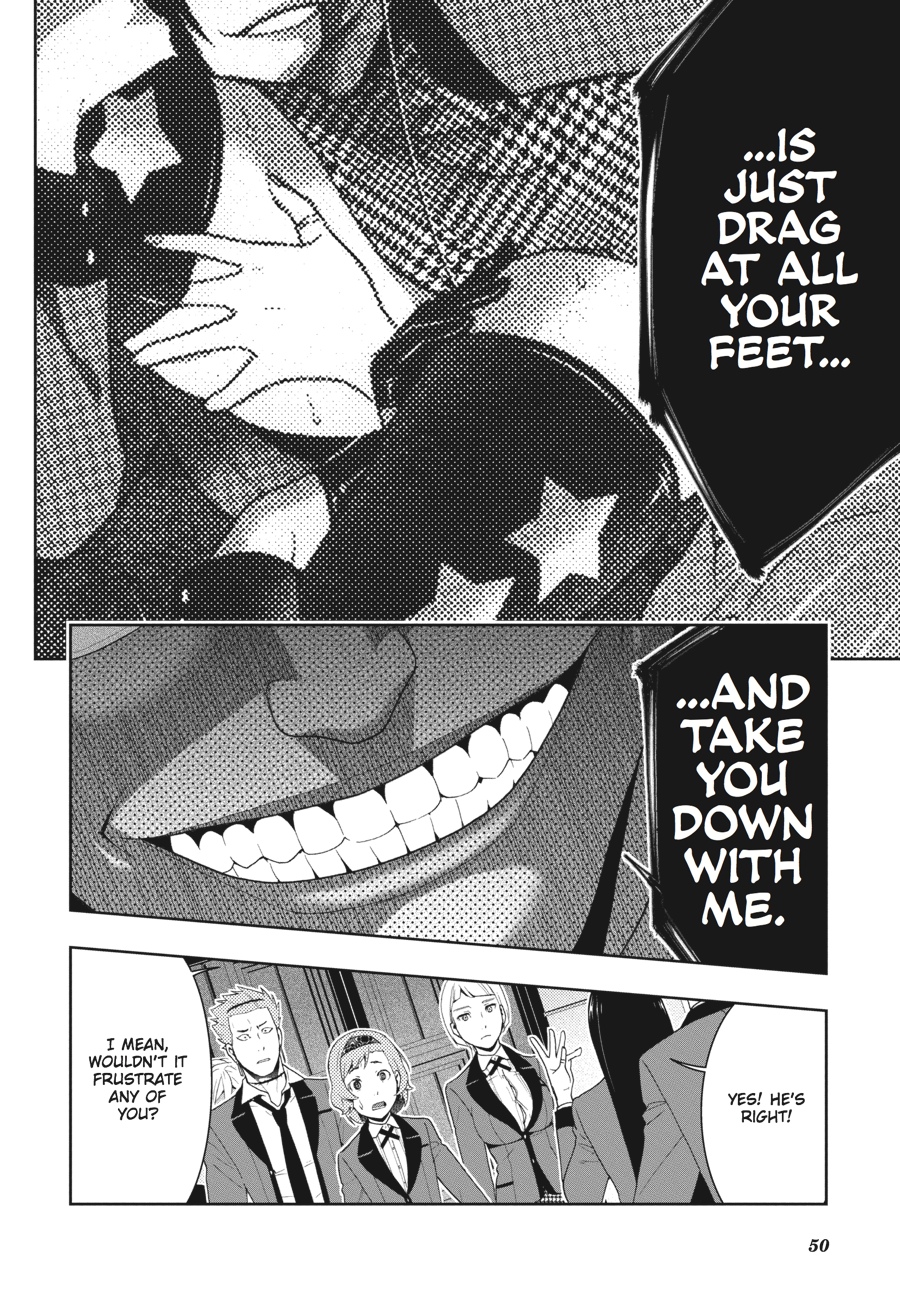 ...IS
JUST
DRAG
AT ALL
YOUR
FEET...
...AND
TAKE
YOU
DOWN
WITH
ME.
YES! HE'S
RIGHT!
I MEAN,
WOULDN'T IT
FRUSTRATE
ANY OF
YOU?
50